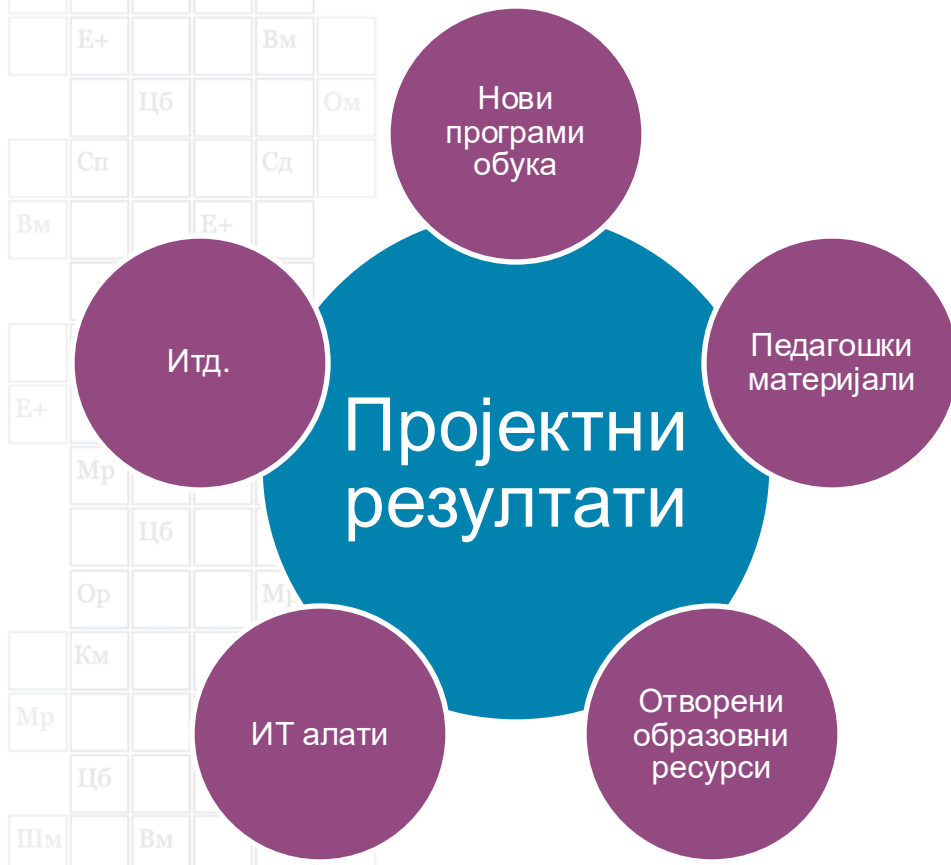 Е+ Вм
Цб Ом
Сп Сд
Вм Е+
Е+
Мр
Цб
Ор
Км
Мр
Цб
Шм Вм
Нови
програми
обука
Педагошки
материјали
Отворени
образовни
ресурси
ИТ алати
Итд.
Пројектни
резултати